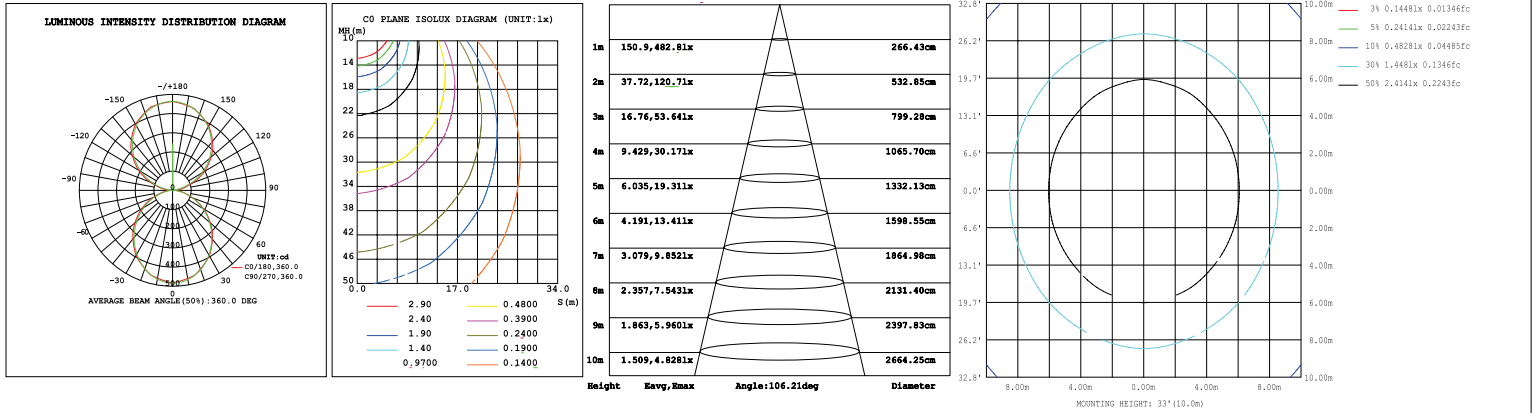 LUMINOUS INTENSITY DISTRIBUTION DIAGRAM
-/+180
-150
150
-120
120
-90
90
-60
60
-30
30
0
0
100
200
300
400
500
UNIT:cd
C0/180,360.0
C90/270,360.0
AVERAGE BEAM ANGLE(50%):360.0 DEG
C0 PLANE ISOLUX DIAGRAM (UNIT:lx)
MH(m)
10
14
18
22
26
30
34
38
42
46
50
0.0
17.0
34.0
S(m)
2.90
0.4800
2.40
0.3900
1.90
0.2400
1.40
0.1900
0.9700
0.1400
1m 150.9,482.8lx 266.43cm
2m 37.72,120.7lx 532.85cm
3m 16.76,53.64lx 799.28cm
4m 9.429,30.17lx 1065.70cm
5m 6.035,19.31lx 1332.13cm
6m 4.191,13.41lx 1598.55cm
7m 3.079,9.852lx 1864.98cm
8m 2.357,7.543lx 2131.40cm
9m 1.863,5.960lx 2397.83cm
10m 1.509,4.828lx 2664.25cm
Height Eavg,Emax Angle:106.21deg Diameter
32.8' 10.00m
26.2' 8.00m
19.7' 6.00m
13.1' 4.00m
6.6' 2.00m
0.0' 0.00m
6.6' 2.00m
13.1' 4.00m
19.7' 6.00m
26.2' 8.00m
32.8' 10.00m
8.00m 4.00m 0.00m 4.00m 8.00m
MOUNTING HEIGHT: 33'(10.0m)
3% 0.1448lx 0.01346fc
5% 0.2414lx 0.02243fc
10% 0.4828lx 0.04485fc
30% 1.448lx 0.1346fc
50% 2.414lx 0.2243fc